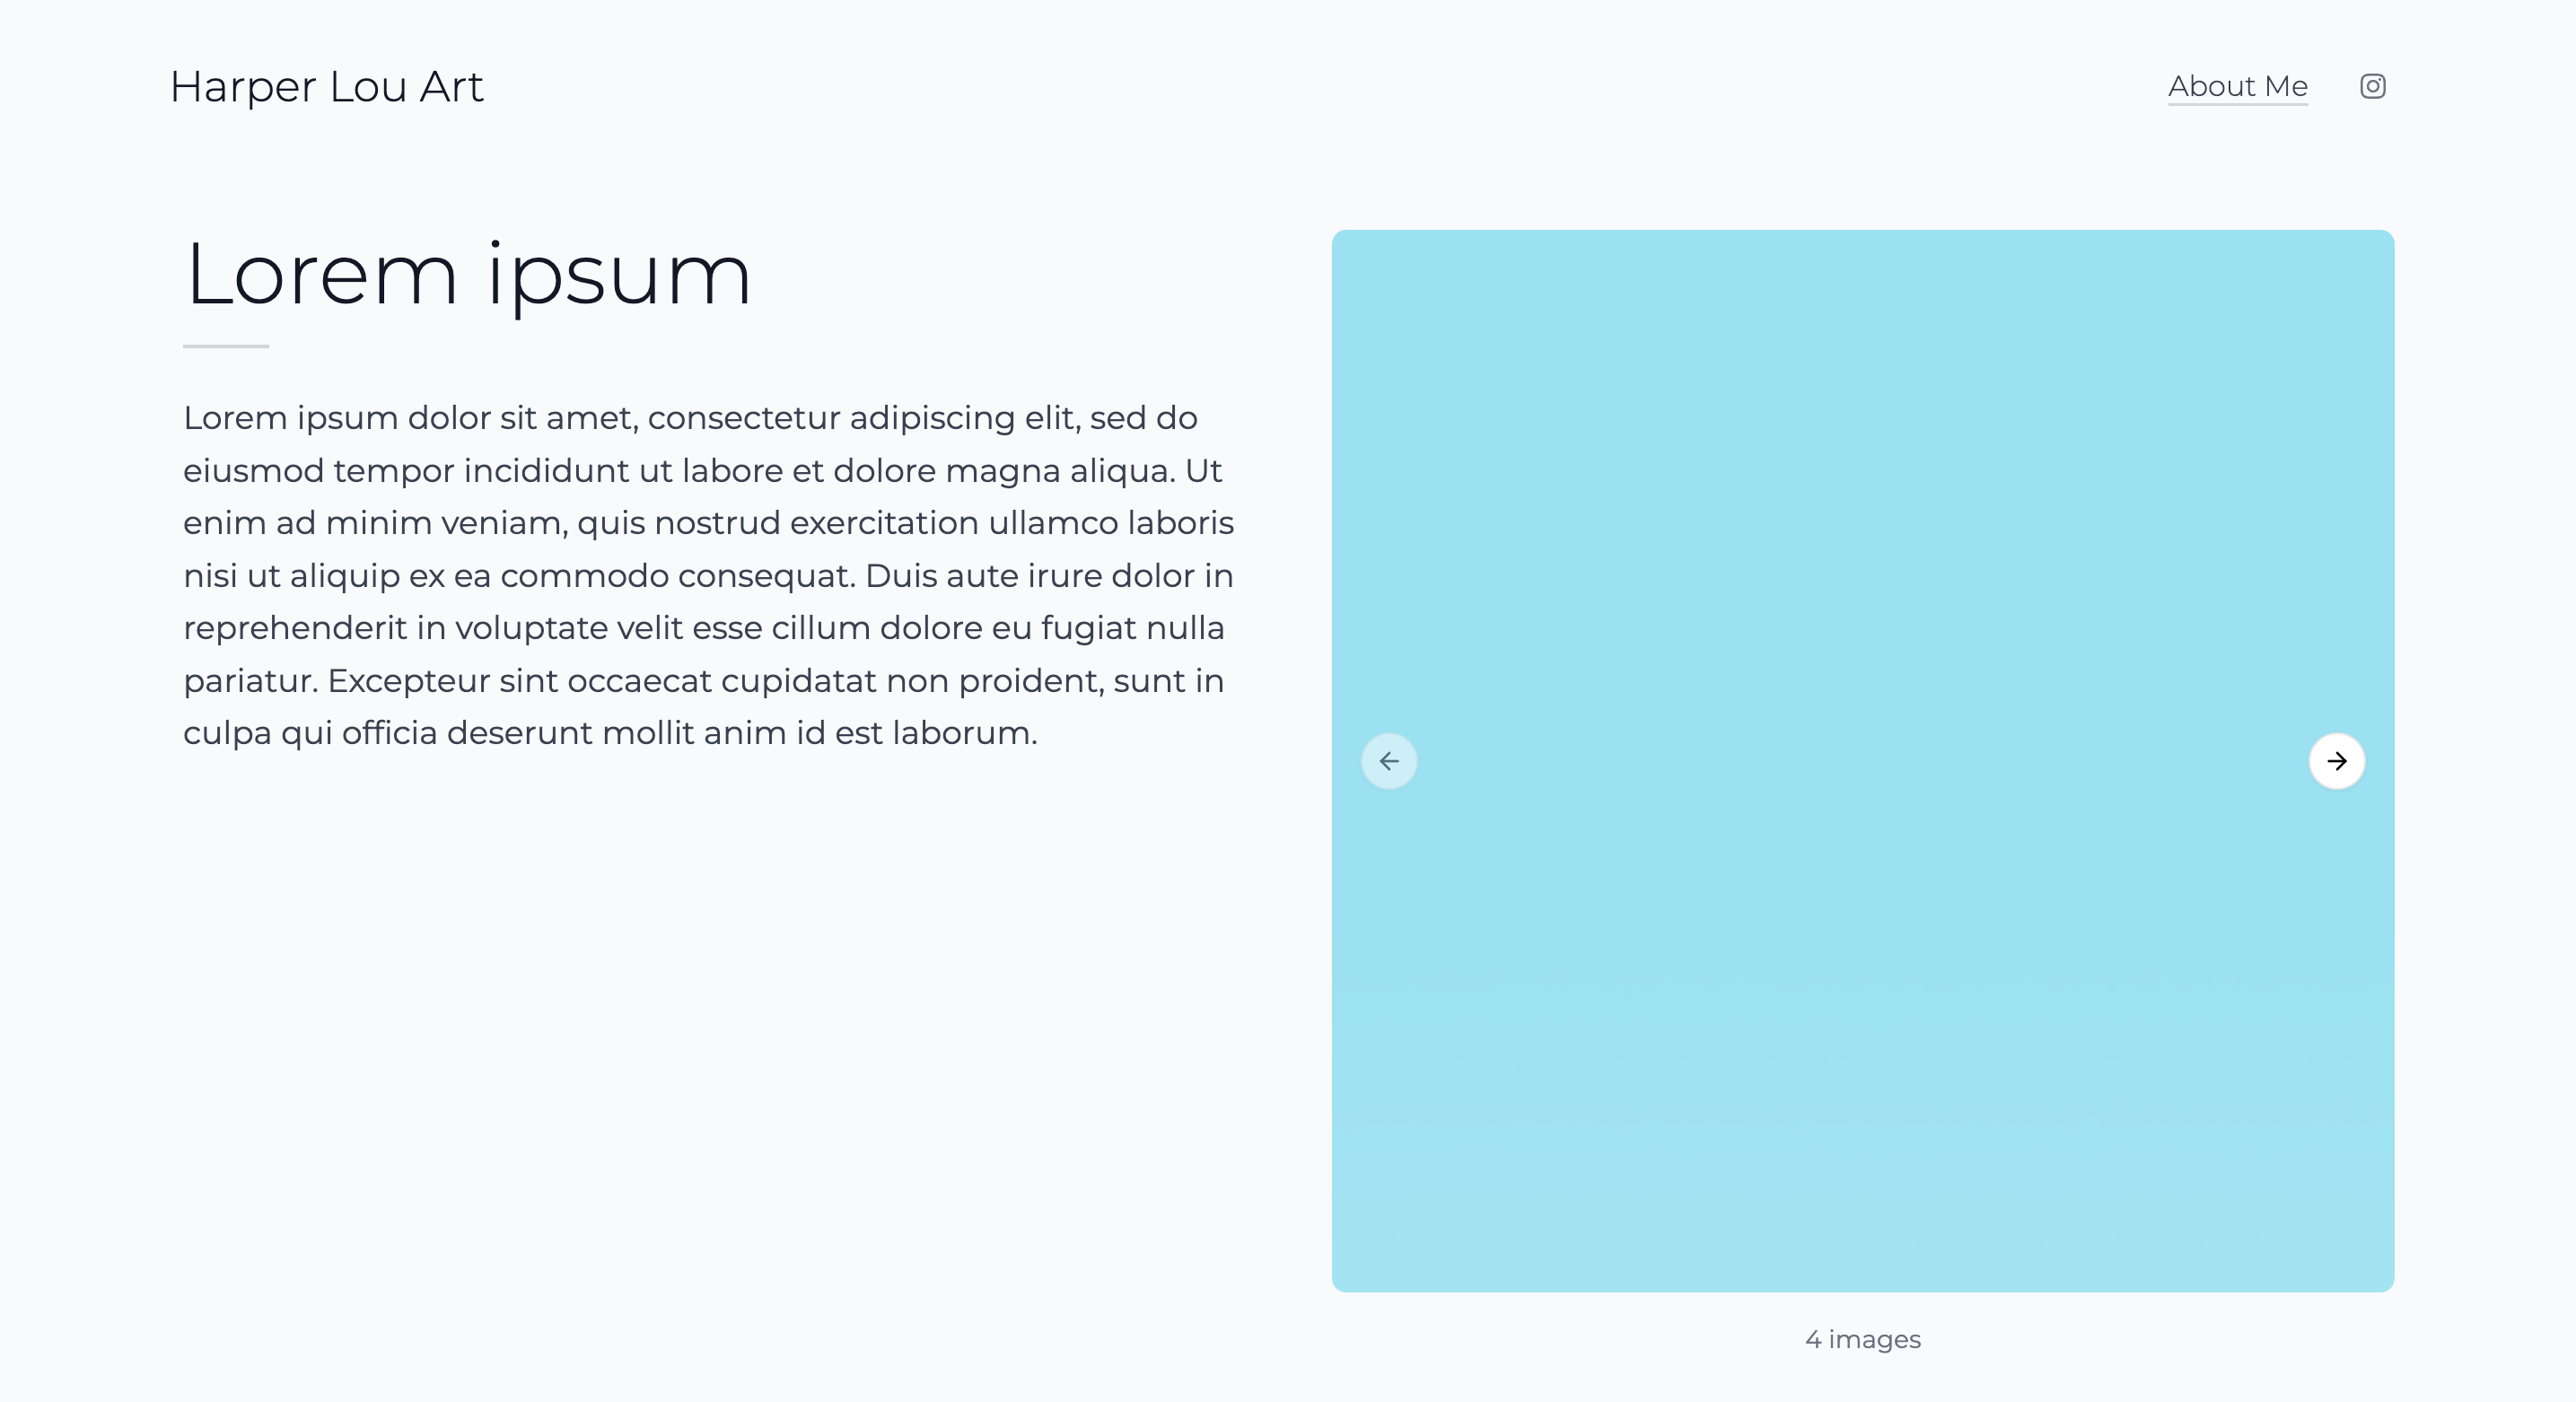 Harper Lou Art
About Me
Lorem ipsum
Lorem ipsum dolor sit amet, consectetur adipiscing elit, sed do
eiusmod tempor incididunt ut labore et dolore magna aliqua. Ut
enim ad minim veniam, quis nostrud exercitation ullamco laboris
nisi ut aliquip ex ea commodo consequat. Duis aute irure dolor in
reprehenderit in voluptate velit esse cillum dolore eu fugiat nulla
pariatur. Excepteur sint occaecat cupidatat non proident, sunt in
culpa qui officia deserunt mollit anim id est laborum.
4 images